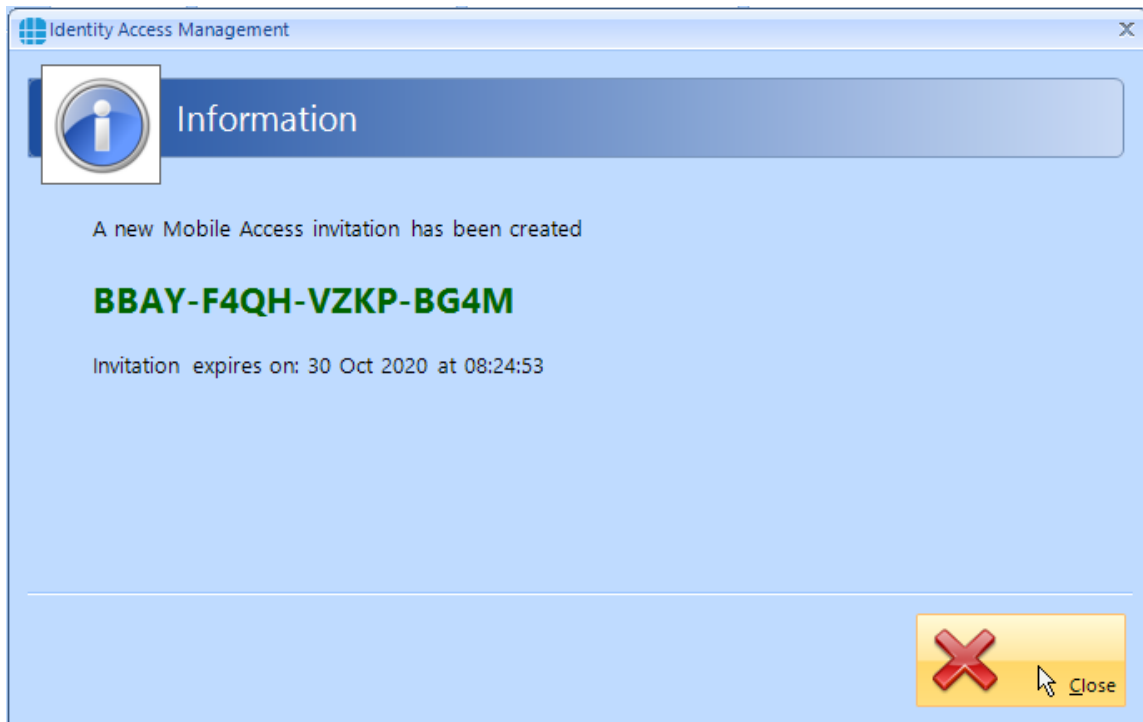 Identity Access Management
Information
A new Mobile Access invitation has been created
BBAY-F4QH-VZKP-BG4M
Invitation expires on: 30 Oct 2020 at 08:24:53
Close